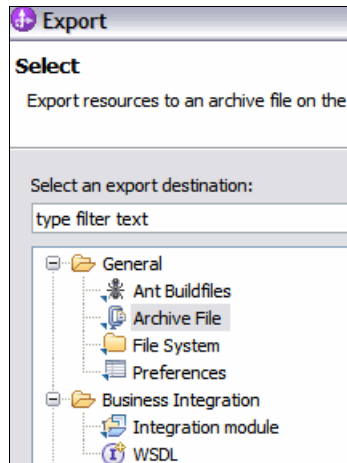 Export
Select
Export resources to an archive file on the
Select an export destination:
type filter text
General
Ant Buildfiles
Archive File
File System
Preferences
Business Integration
Integration module
WSDL